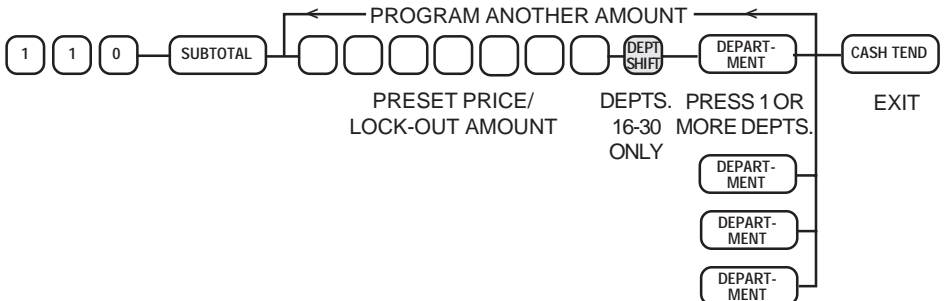 PROGRAM ANOTHER AMOUNT
1 1 0 SUBTOTAL DEPT SHIFT DEPART-MENT CASH TEND
PRESET PRICE/
LOCK-OUT AMOUNT
DEPTS.
16-30
ONLY
PRESS 1 OR
MORE DEPTS.
EXIT
DEPART-
MENT
DEPART-
MENT
DEPART-
MENT